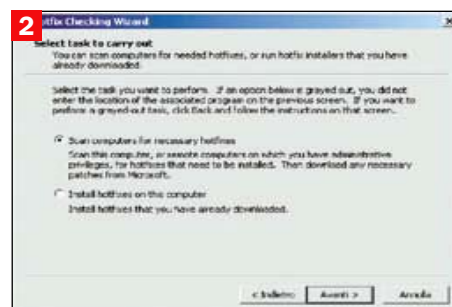 2
Hotfix Checking Wizard
Select task to carry out
You can scan computers for needed hotfixes, or run hotfix installers that you have
already downloaded.
Select the task you want to perform. If an option below is grayed out, you did not
enter the location of the associated program on the previous screen. If you want to
perform a grayed-out task, click Back and follow the instructions on that screen.
Scan computers for necessary hotfixes
Scan this computer, or remote computers on which you have administrative
privileges, for hotfixes that need to be installed. Then download any necessary
patches from Microsoft.
Install hotfixes on this computer
Install hotfixes that you have already downloaded.
< Indietro Avanti > Annulla